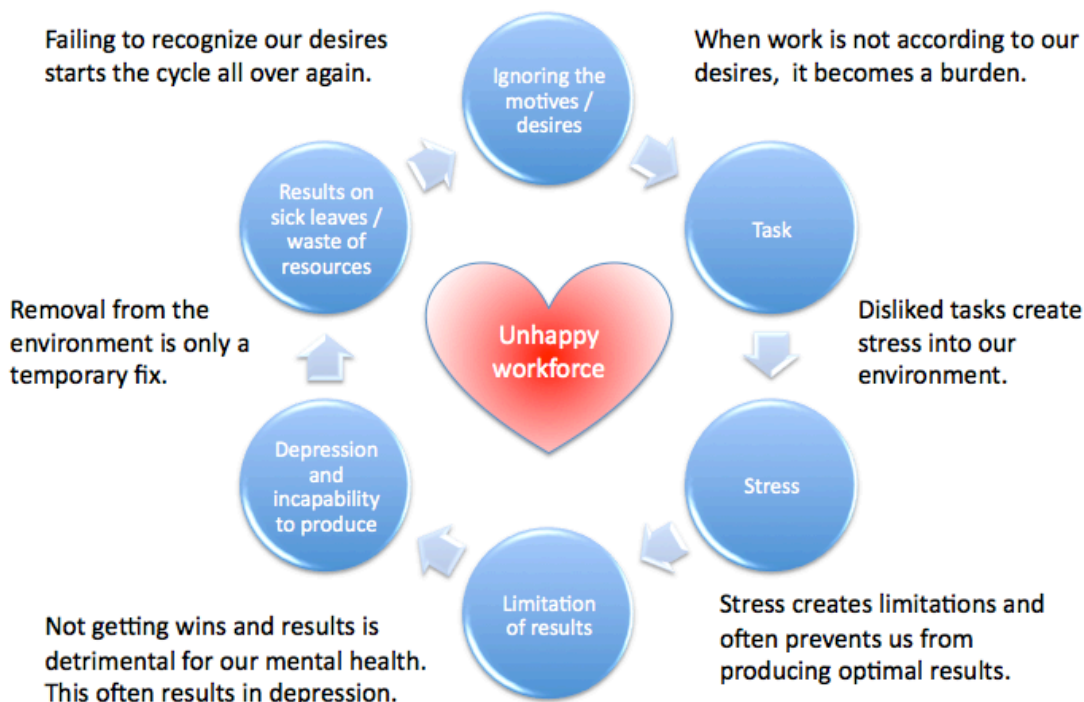 Failing to recognize our desires
starts the cycle all over again.
Ignoring the
motives /
desires
When work is not according to our
desires, it becomes a burden.
Results on
sick leaves /
waste of
resources
Task
Unhappy
workforce
Removal from the
environment is only a
temporary fix.
Disliked tasks create
stress into our
environment.
Depression
and
incapability
to produce
Stress
Limitation
of results
Not getting wins and results is
detrimental for our mental health.
This often results in depression.
Stress creates limitations and
often prevents us from
producing optimal results.